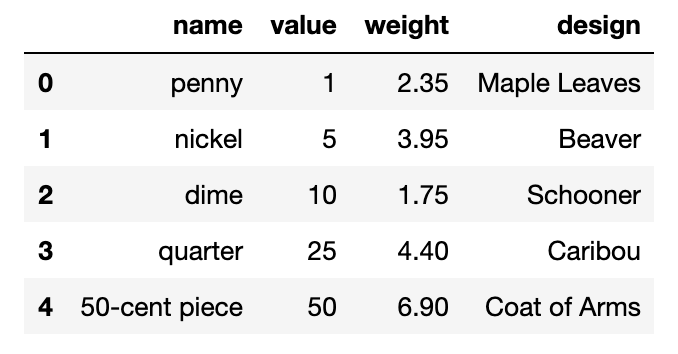 name value weight design
0 penny 1 2.35 Maple Leaves
1 nickel 5 3.95 Beaver
2 dime 10 1.75 Schooner
3 quarter 25 4.40 Caribou
4 50-cent piece 50 6.90 Coat of Arms